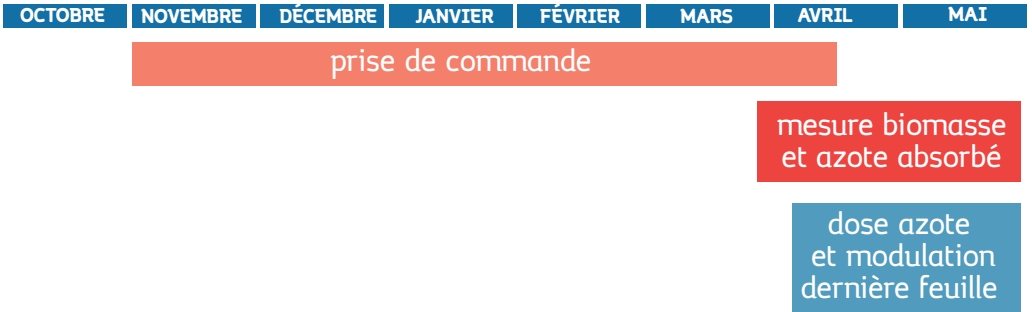 OCTOBRE NOVEMBRE DÉCEMBRE JANVIER FÉVRIER MARS AVRIL MAI
prise de commande
mesure biomasse
et azote absorbé
dose azote
et modulation
dernière feuille